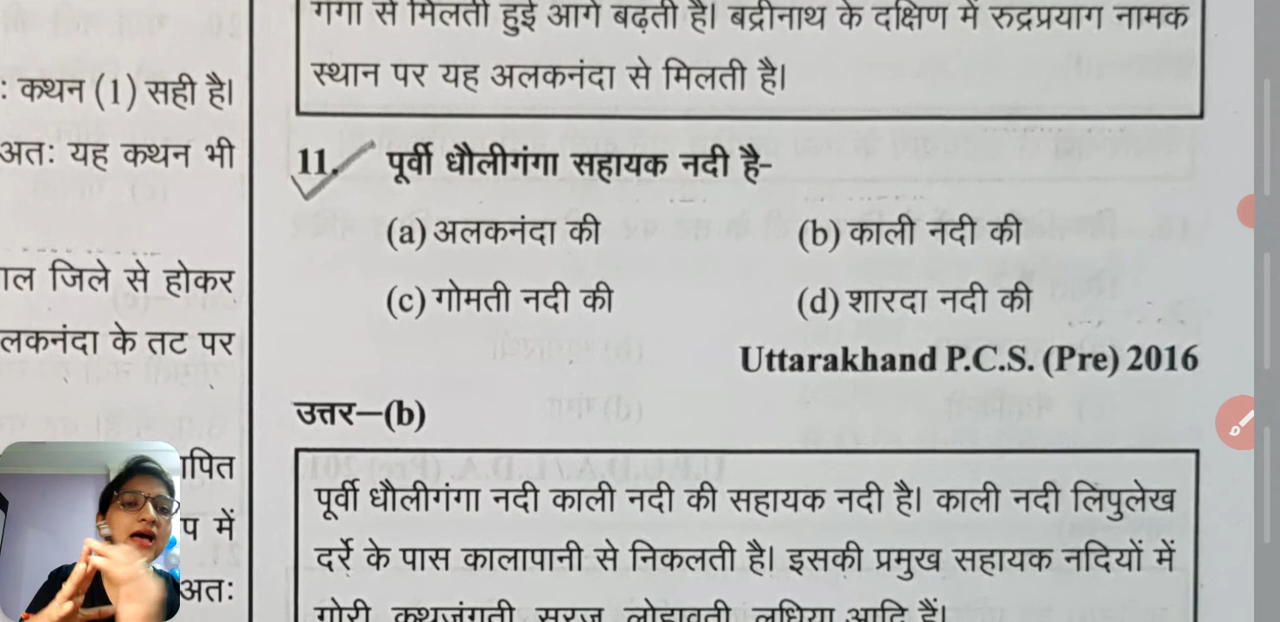 : कथन (1) सही है।
अतः यह कथन भी
ाल जिले से होकर
लकनंदा के तट पर
ापित
प में
अतः
गंगा से मिलती हुई आगे बढ़ती है। बद्रीनाथ के दक्षिण में रुद्रप्रयाग नामक
स्थान पर यह अलकनंदा से मिलती है।
11. पूर्वी धौलीगंगा सहायक नदी है-
(a) अलकनंदा की (b) काली नदी की
(c) गोमती नदी की (d) शारदा नदी की
Uttarakhand P.C.S. (Pre) 2016
उत्तर—(b)
पूर्वी धौलीगंगा नदी काली नदी की सहायक नदी है। काली नदी लिपुलेख
दर्रे के पास कालापानी से निकलती है। इसकी प्रमुख सहायक नदियों में
गोरी, कुथजंगती, सरजू, लोहावती, लधिया आदि हैं।